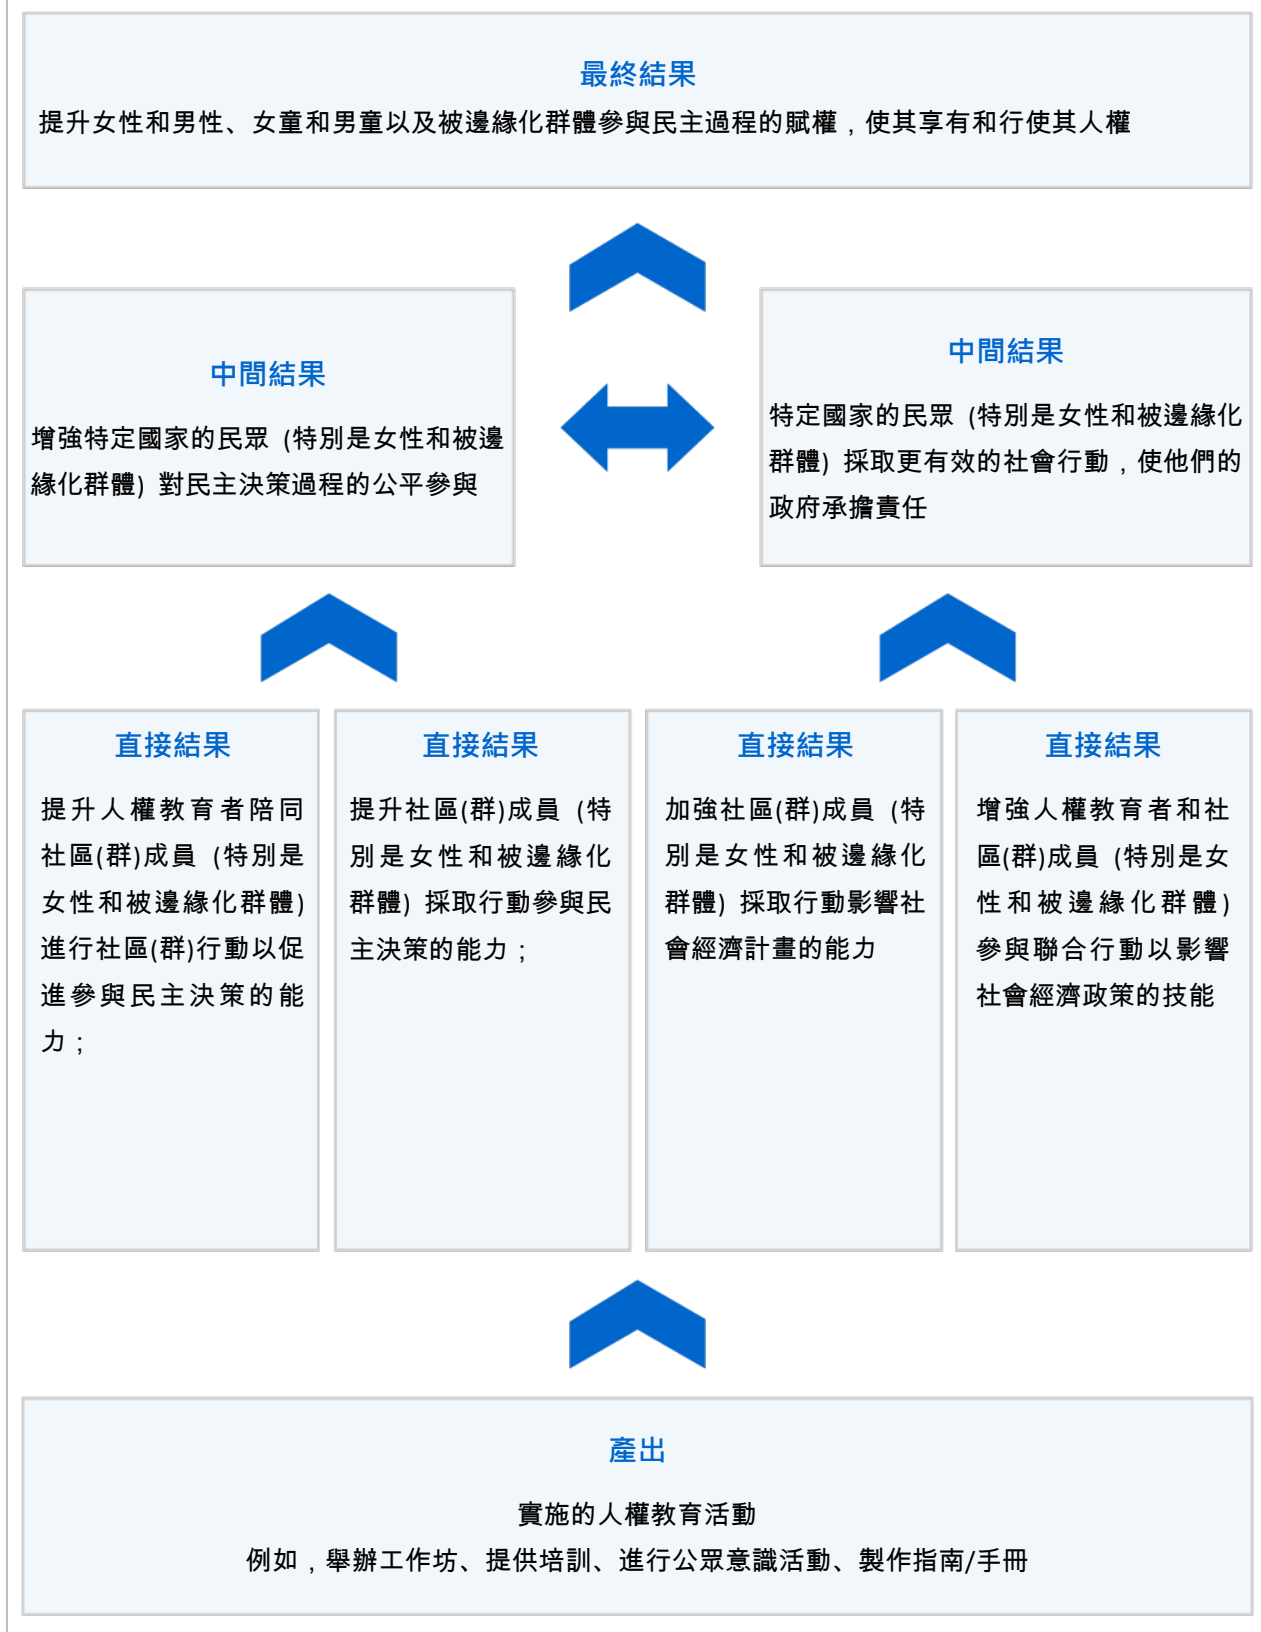 最終結果
提升女性和男性、女童和男童以及被邊緣化群體參與民主過程的賦權，使其享有和行使其人權
中間結果
增強特定國家的民眾 (特別是女性和被邊
緣化群體) 對民主決策過程的公平參與
中間結果
特定國家的民眾 (特別是女性和被邊緣化
群體) 採取更有效的社會行動，使他們的
政府承擔責任
直接結果
提升人權教育者陪同
社區(群)成員 (特別是
女性和被邊緣化群體)
進行社區(群)行動以促
進參與民主決策的能
力；
直接結果
提升社區(群)成員 (特
別是女性和被邊緣化
群體) 採取行動參與民
主決策的能力；
直接結果
加強社區(群)成員 (特
別是女性和被邊緣化
群體) 採取行動影響社
會經濟計畫的能力
直接結果
增強人權教育者和社
區(群)成員 (特別是女
性和被邊緣化群體)
參與聯合行動以影響
社會經濟政策的技能
產出
實施的人權教育活動
例如，舉辦工作坊、提供培訓、進行公眾意識活動、製作指南/手冊